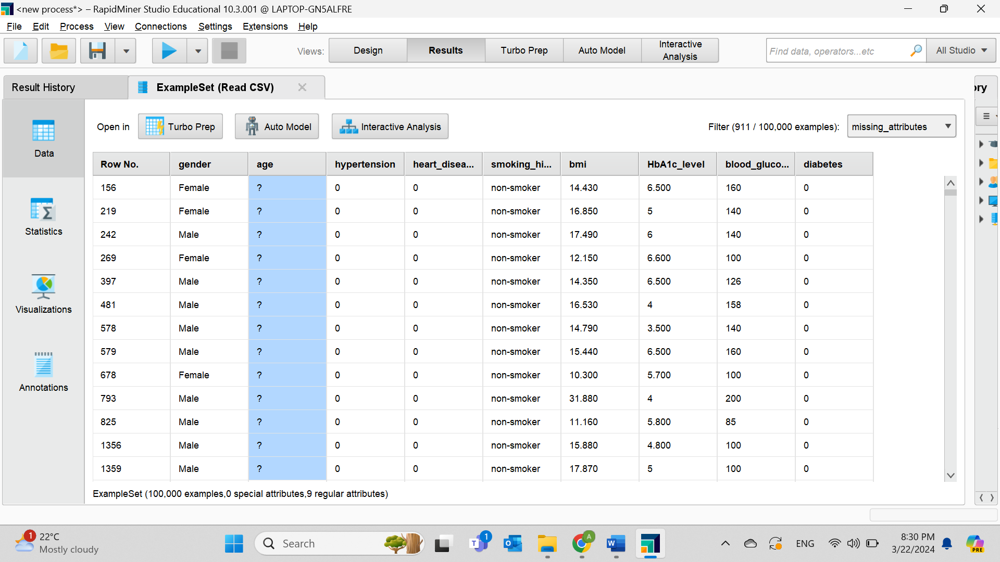 <new process*> – RapidMiner Studio Educational 10.3.001 @ LAPTOP-GN5ALFRE
File Edit Process View Connections Settings Extensions Help
Views: Design Results Turbo Prep Auto Model Interactive Analysis
Find data, operators...etc All Studio
Result History ExampleSet (Read CSV) ory
Open in Turbo Prep Auto Model Interactive Analysis Filter (911 / 100,000 examples): missing_attributes
Data
Statistics
Visualizations
Annotations
Row No. gender age hypertension heart_disea... smoking_hi... bmi HbA1c_level blood_gluco... diabetes
156 Female ? 0 0 non-smoker 14.430 6.500 160 0
219 Female ? 0 0 non-smoker 16.850 5 140 0
242 Male ? 0 0 non-smoker 17.490 6 140 0
269 Female ? 0 0 non-smoker 12.150 6.600 100 0
397 Male ? 0 0 non-smoker 14.350 6.500 126 0
481 Male ? 0 0 non-smoker 16.530 4 158 0
578 Male ? 0 0 non-smoker 14.790 3.500 140 0
579 Male ? 0 0 non-smoker 15.440 6.500 160 0
678 Female ? 0 0 non-smoker 10.300 5.700 100 0
793 Male ? 0 0 non-smoker 31.880 4 200 0
825 Male ? 0 0 non-smoker 11.160 5.800 85 0
1356 Male ? 0 0 non-smoker 15.880 4.800 100 0
1359 Male ? 0 0 non-smoker 17.870 5 100 0
ExampleSet (100,000 examples,0 special attributes,9 regular attributes)
1 22°C
Mostly cloudy
Search
1
A
ENG
8:30 PM
3/22/2024
PRE